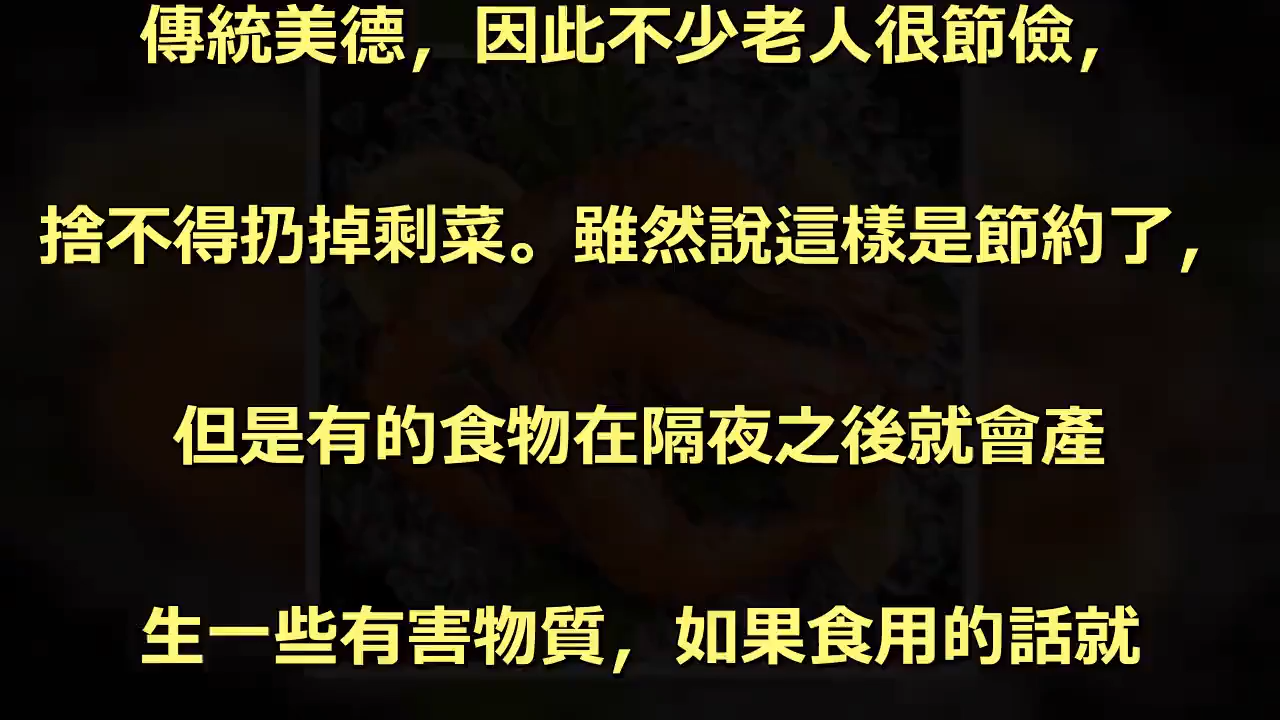 傳統美德，因此不少老人很節儉，
捨不得扔掉剩菜。雖然說這樣是節約了，
但是有的食物在隔夜之後就會產
生一些有害物質，如果食用的話就